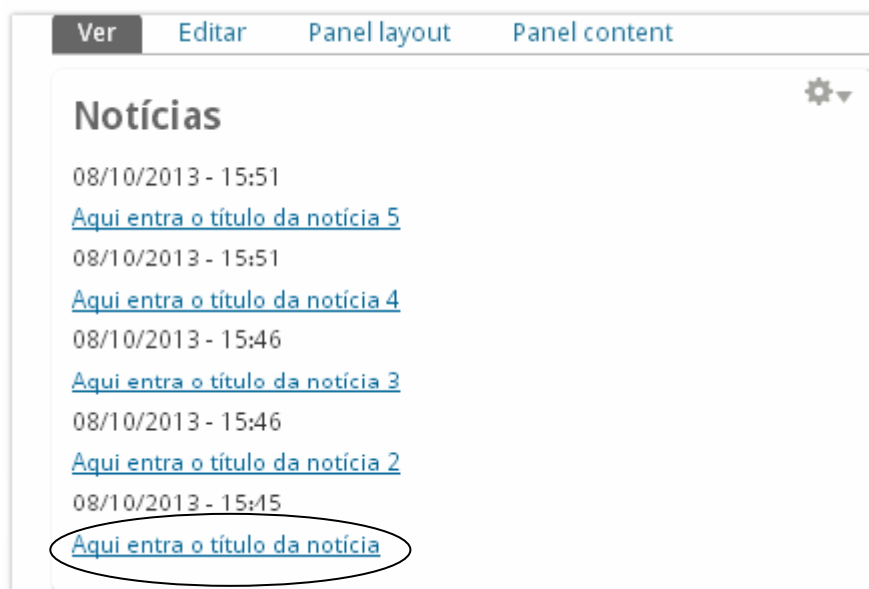 Ver Editar Panel layout Panel content
Notícias
08/10/2013 - 15:51
Aqui entra o título da notícia 5
08/10/2013 - 15:51
Aqui entra o título da notícia 4
08/10/2013 - 15:46
Aqui entra o título da notícia 3
08/10/2013 - 15:46
Aqui entra o título da notícia 2
08/10/2013 - 15:45
Aqui entra o título da notícia